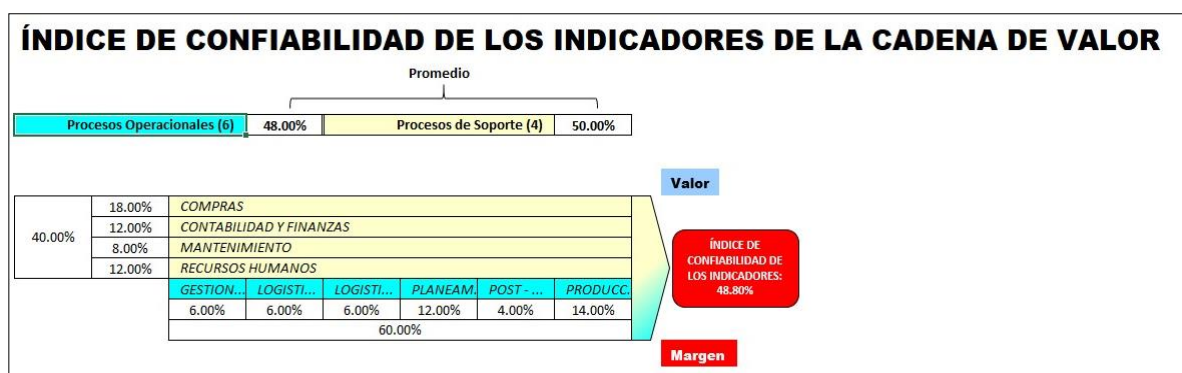 ÍNDICE DE CONFIABILIDAD DE LOS INDICADORES DE LA CADENA DE VALOR
Promedio
Procesos Operacionales (6) 48.00% Procesos de Soporte (4) 50.00%
Valor
40.00%
18.00% COMPRAS
12.00% CONTABILIDAD Y FINANZAS
8.00% MANTENIMIENTO
12.00% RECURSOS HUMANOS
ÍNDICE DE
CONFIABILIDAD DE
LOS INDICADORES:
48.80%
GESTION... LOGISTI... LOGISTI... PLANEAM. POST - ... PRODUCC.
6.00% 6.00% 6.00% 12.00% 4.00% 14.00%
60.00%
Margen